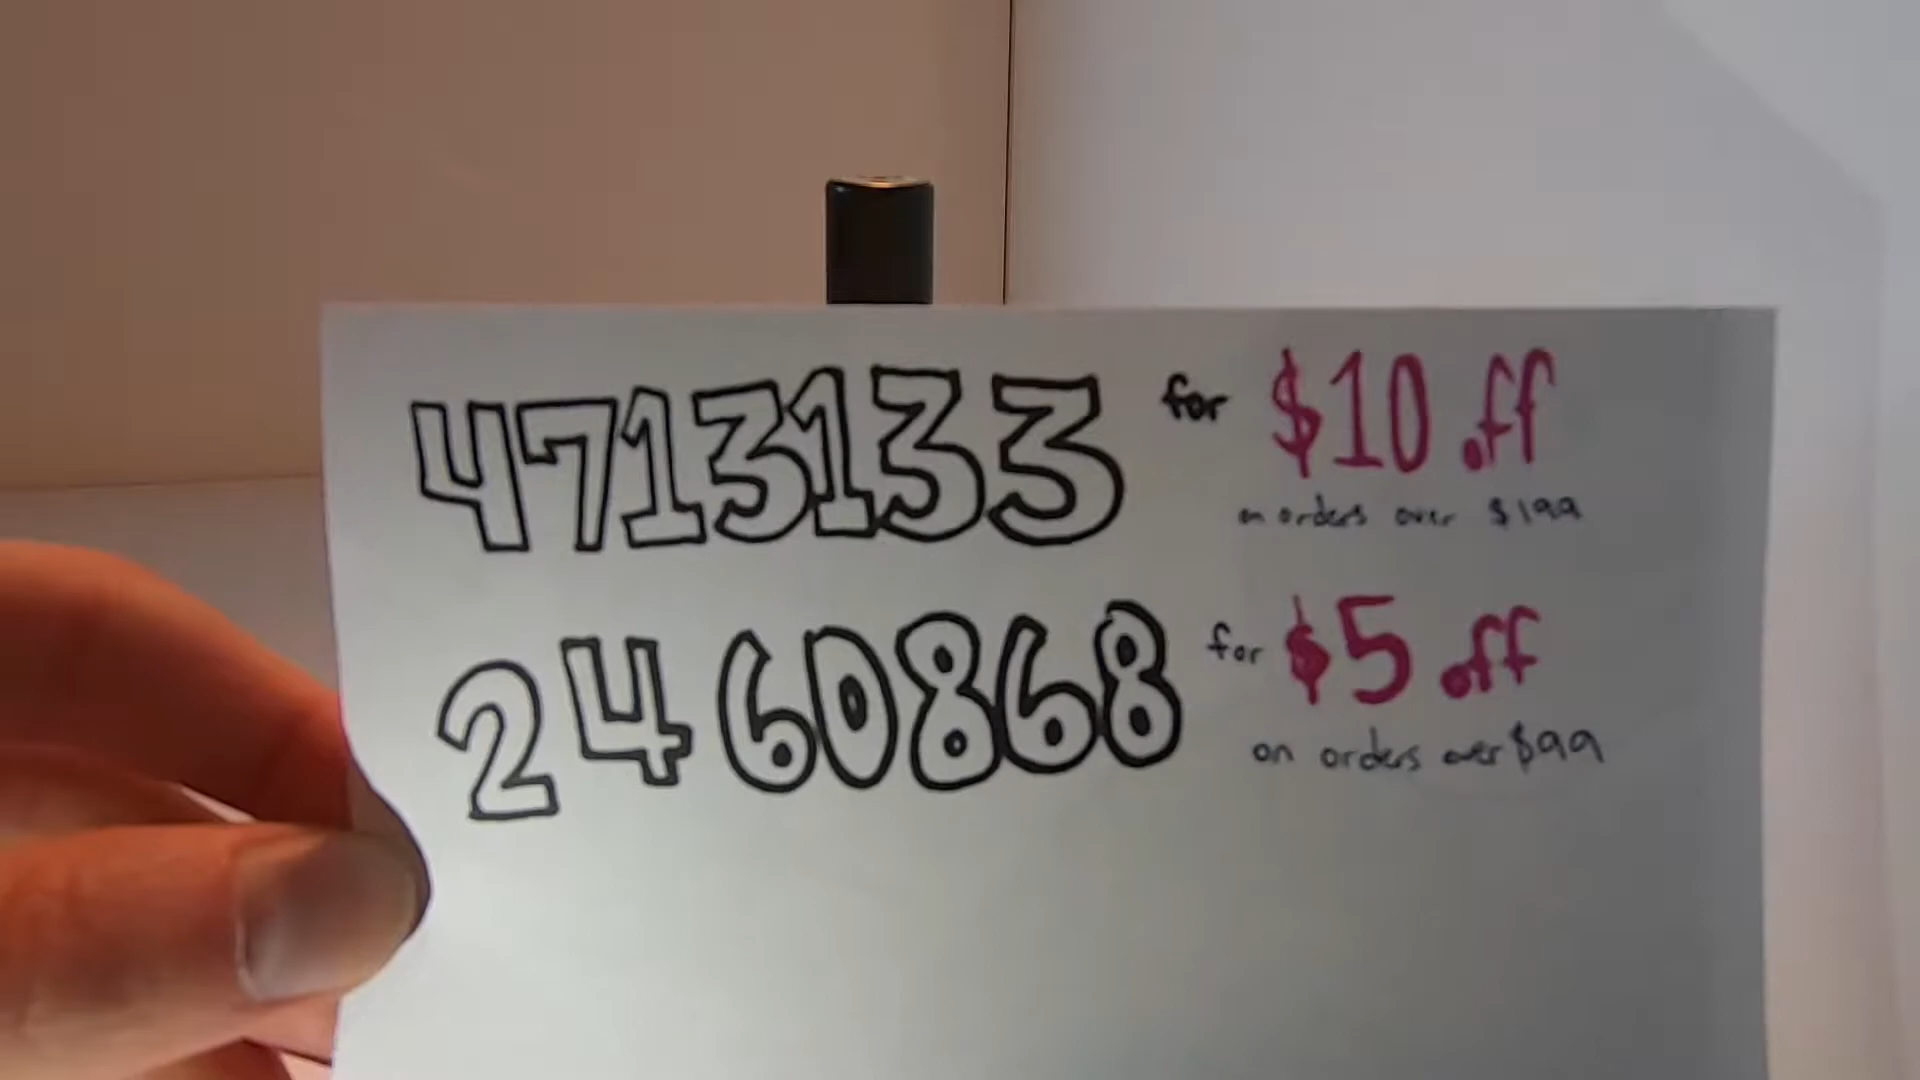 4713133 for $10 off
on orders over $199
2460868 for $5 off
on orders over $99